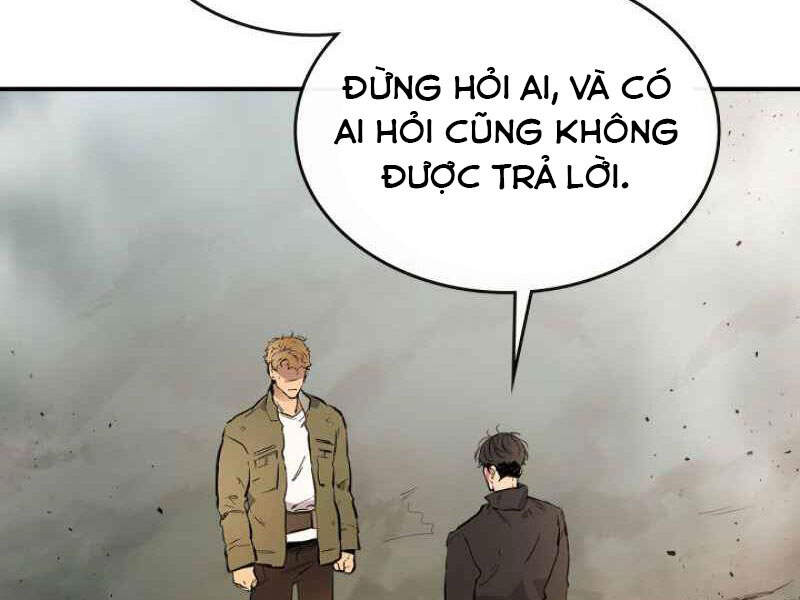 ĐỪNG HỎI AI, VÀ CÓ
AI HỎI CŨNG KHÔNG
ĐƯỢC TRẢ LỜI.